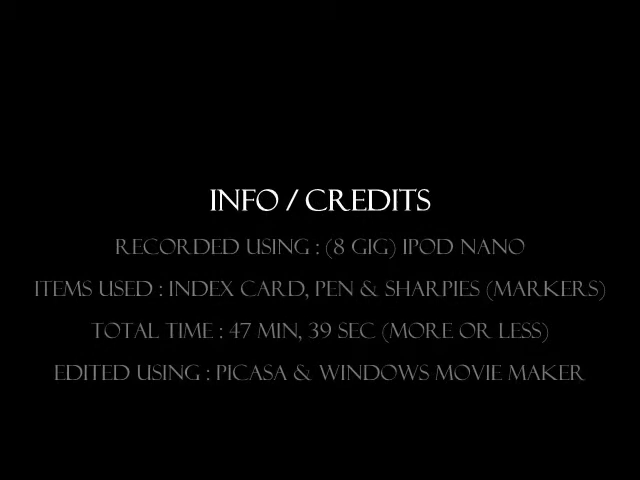 INFO / CREDITS
RECORDED USING : (8 GIG) IPOD NANO
ITEMS USED : INDEX CARD, PEN & SHARPIES (MARKERS)
TOTAL TIME : 47 MIN, 39 SEC (MORE OR LESS)
EDITED USING : PICASA & WINDOWS MOVIE MAKER